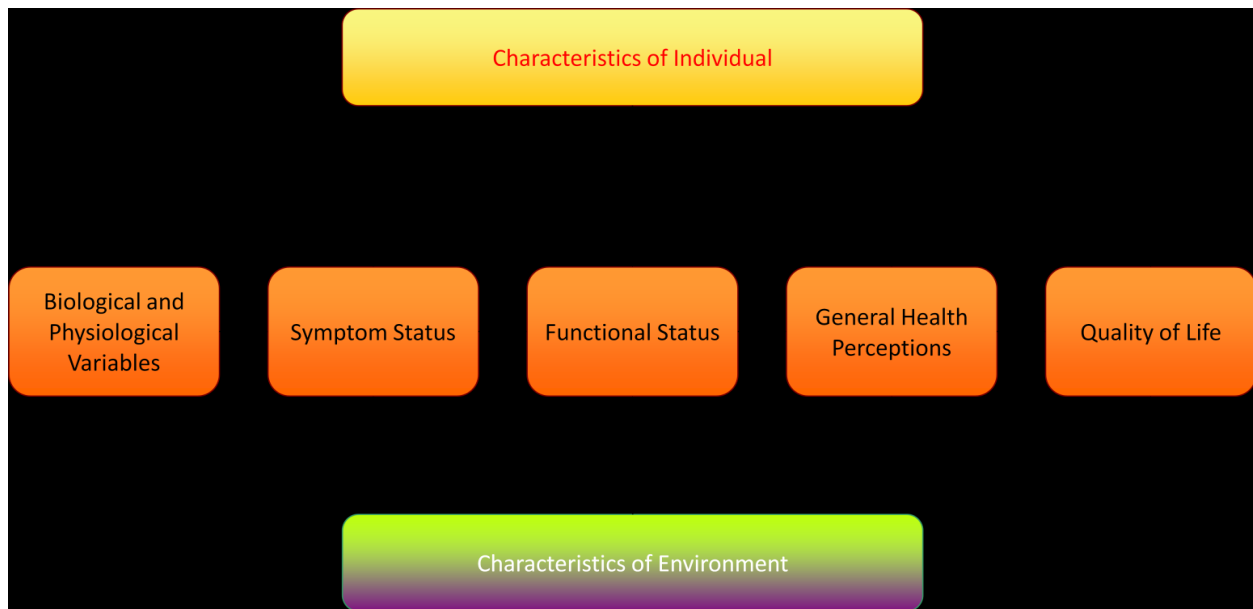 Characteristics of Individual
Biological and
Physiological
Variables
Symptom Status
Functional Status
General Health
Perceptions
Quality of Life
Characteristics of Environment